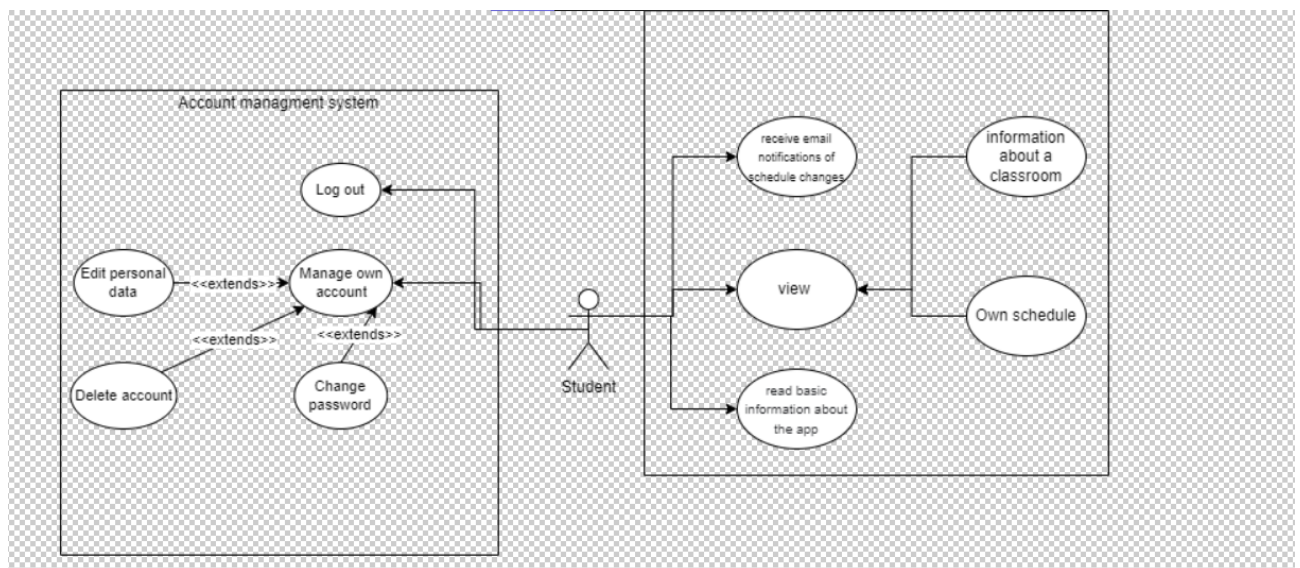 Account managment system
Log out
Edit personal
data
<<extends>>
Manage own
account
<<extends>>
<<extends>>
Delete account
Change
password
Student
receive email
notifications of
schedule changes
information
about a
classroom
view
Own schedule
read basic
information about
the app